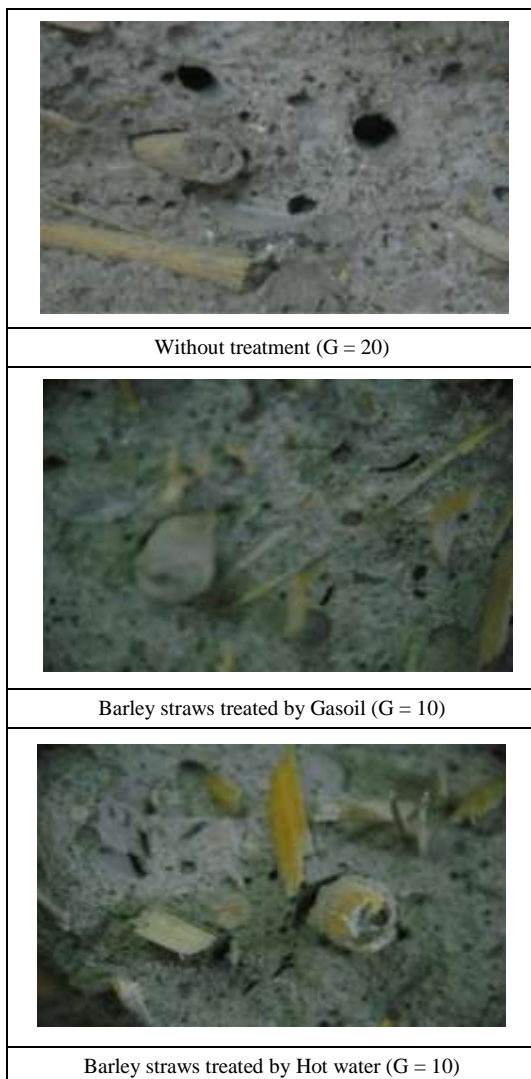 Without treatment (G = 20)
Barley straws treated by Gasoil (G = 10)
Barley straws treated by Hot water (G = 10)